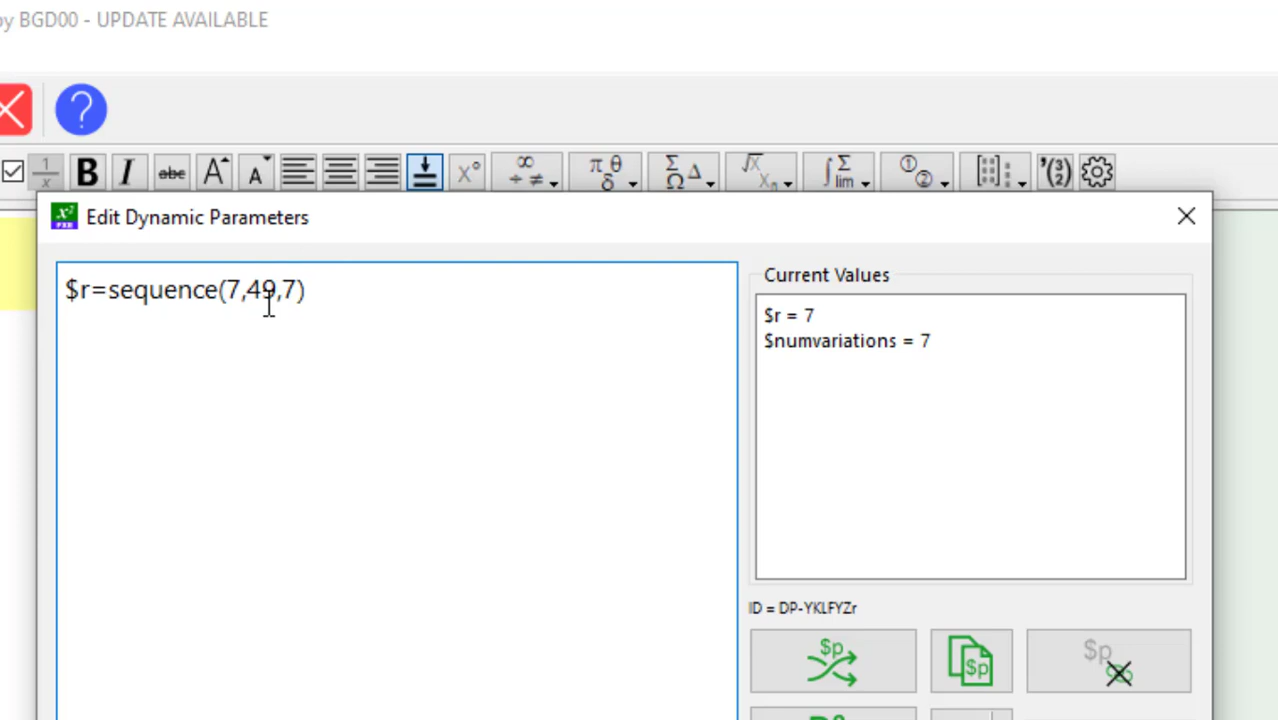 by BGD00 - UPDATE AVAILABLE
Edit Dynamic Parameters
$r=sequence(7,49,7)
Current Values
$r = 7
$numvariations = 7
ID = DP-YKLFYZr